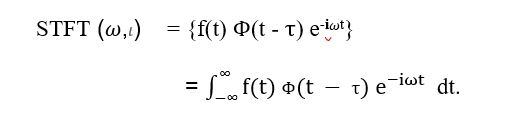 STFT (ω,ι) = {f(t) Φ(t - τ) e^-iωt}
= ∫_-∞^∞ f(t) Φ(t − τ) e^−iωt dt.